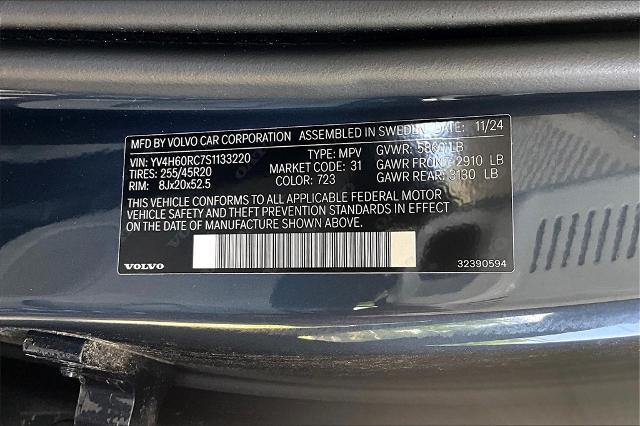 MFD BY VOLVO CAR CORPORATION ASSEMBLED IN SWEDEN DATE: 11/24
VIN: YV4H60RC7S1133220 TYPE: MPV GVWR: LB
TIRES: 255/45R20 MARKET CODE: 31 GAWR FRONT: 2910 LB
RIM: 8Jx20x52.5 COLOR: 723 GAWR REAR: 3130 LB
THIS VEHICLE CONFORMS TO ALL APPLICABLE FEDERAL MOTOR
VEHICLE SAFETY AND THEFT PREVENTION STANDARDS IN EFFECT
ON THE DATE OF MANUFACTURE SHOWN ABOVE.
VOLVO 32390594